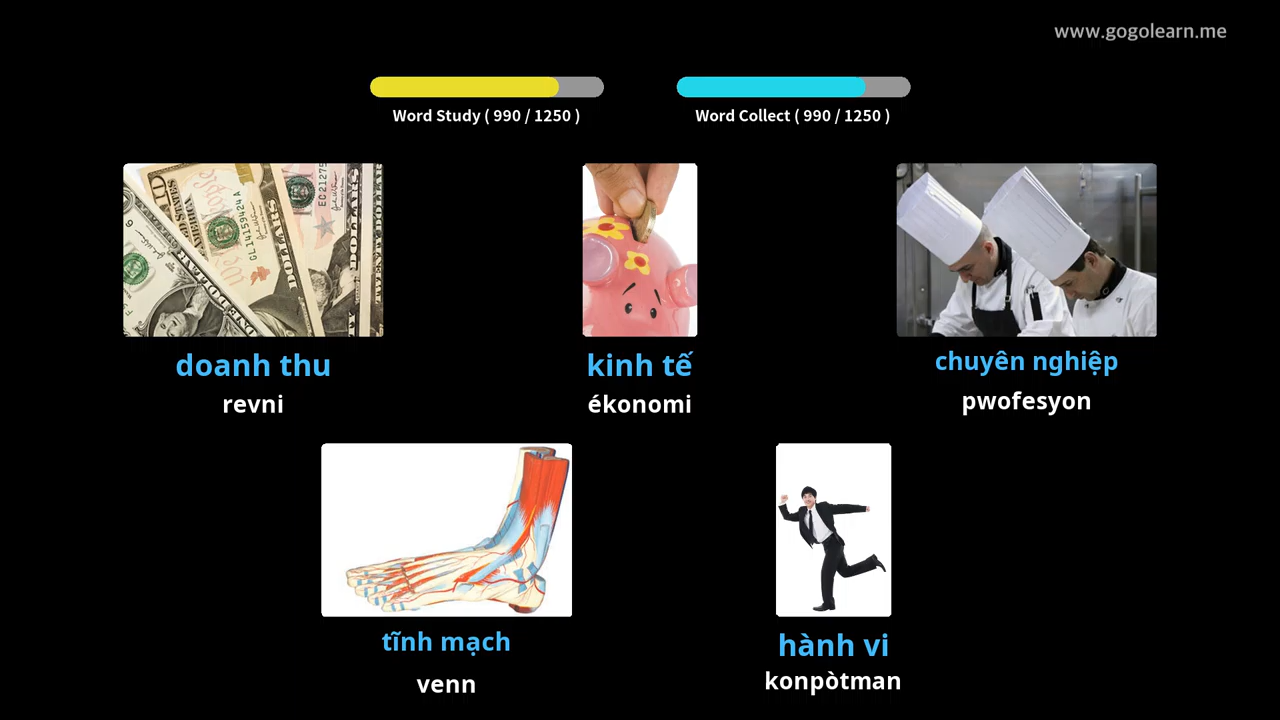 www.gogolearn.me
Word Study ( 990 / 1250 )
Word Collect ( 990 / 1250 )
doanh thu
revni
kinh tế
ékonomi
chuyên nghiệp
pwofesyon
tĩnh mạch
venn
hành vi
konpòtman